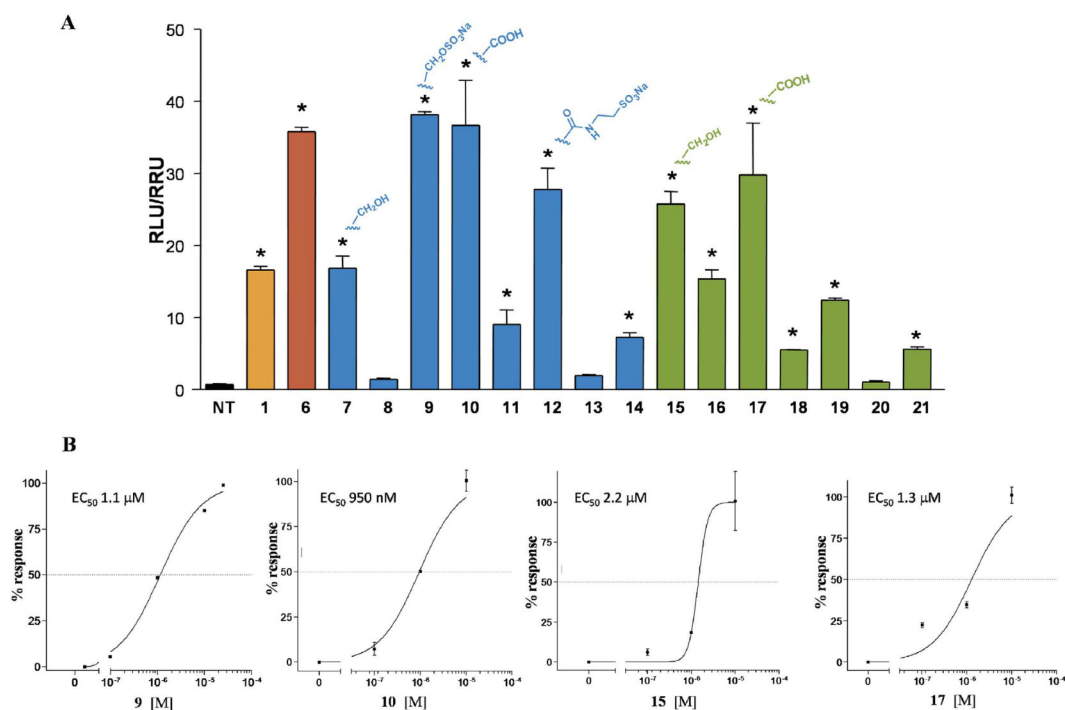 A
RLU/RRU
50
40
30
20
10
0
* * * * * * * * * * * * * *
CH₂OH
CH₂OSO₃Na
COOH
O
N
H
SO₃Na
CH₂OH
COOH
NT 1 6 7 8 9 10 11 12 13 14 15 16 17 18 19 20 21
B
% response
100
75
50
25
0
EC₅₀ 1.1 µM
0 10⁻⁷ 10⁻⁶ 10⁻⁵ 10⁻⁴
9 [M]
% response
100
75
50
25
0
EC₅₀ 950 nM
0 10⁻⁷ 10⁻⁶ 10⁻⁵ 10⁻⁴
10 [M]
% response
100
75
50
25
0
EC₅₀ 2.2 µM
0 10⁻⁷ 10⁻⁶ 10⁻⁵ 10⁻⁴
15 [M]
% response
100
75
50
25
0
EC₅₀ 1.3 µM
0 10⁻⁷ 10⁻⁶ 10⁻⁵ 10⁻⁴
17 [M]